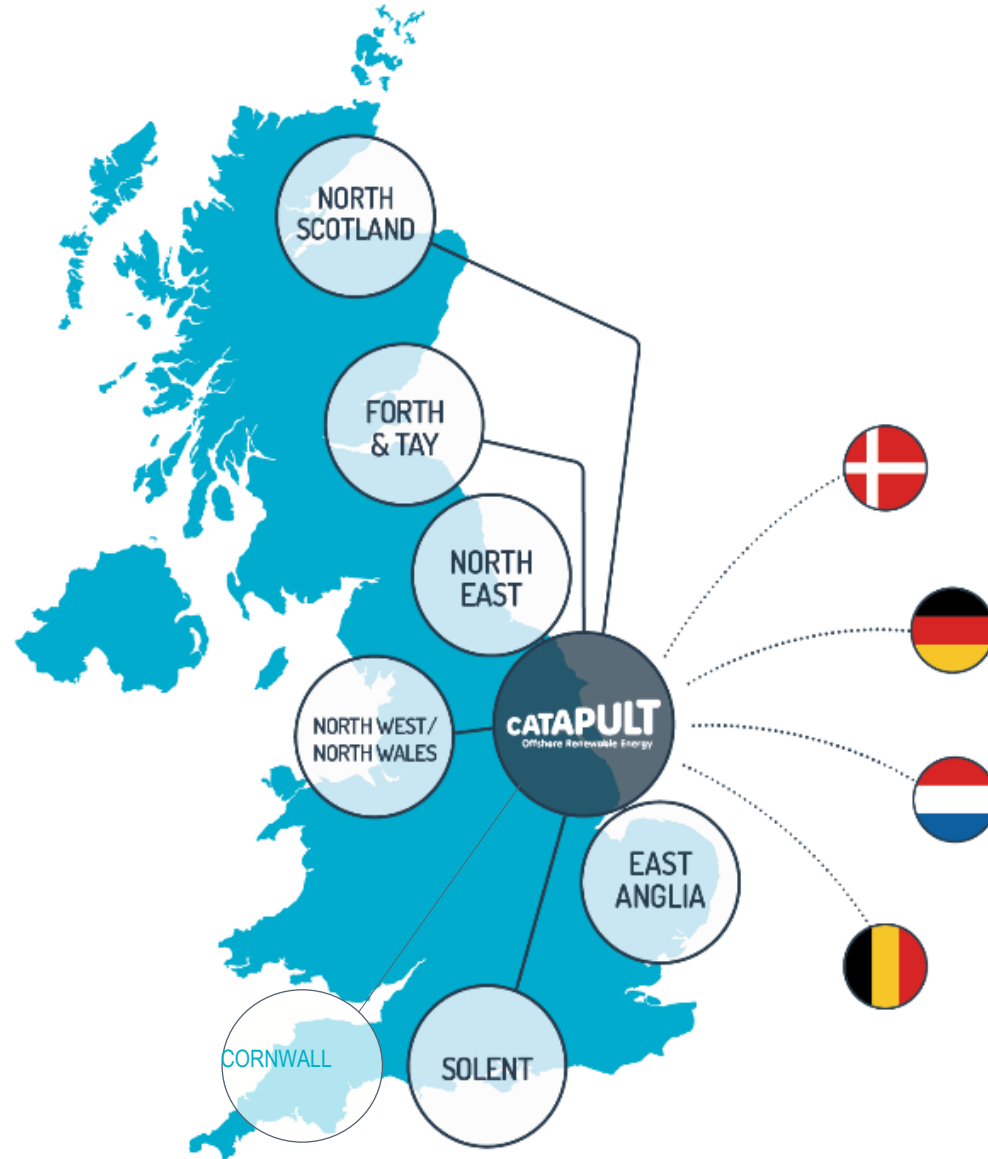 NORTH
SCOTLAND
FORTH
& TAY
NORTH
EAST
NORTH WEST/
NORTH WALES
CATAPULT
Offshore Renewable Energy
EAST
ANGLIA
CORNWALL
SOLENT